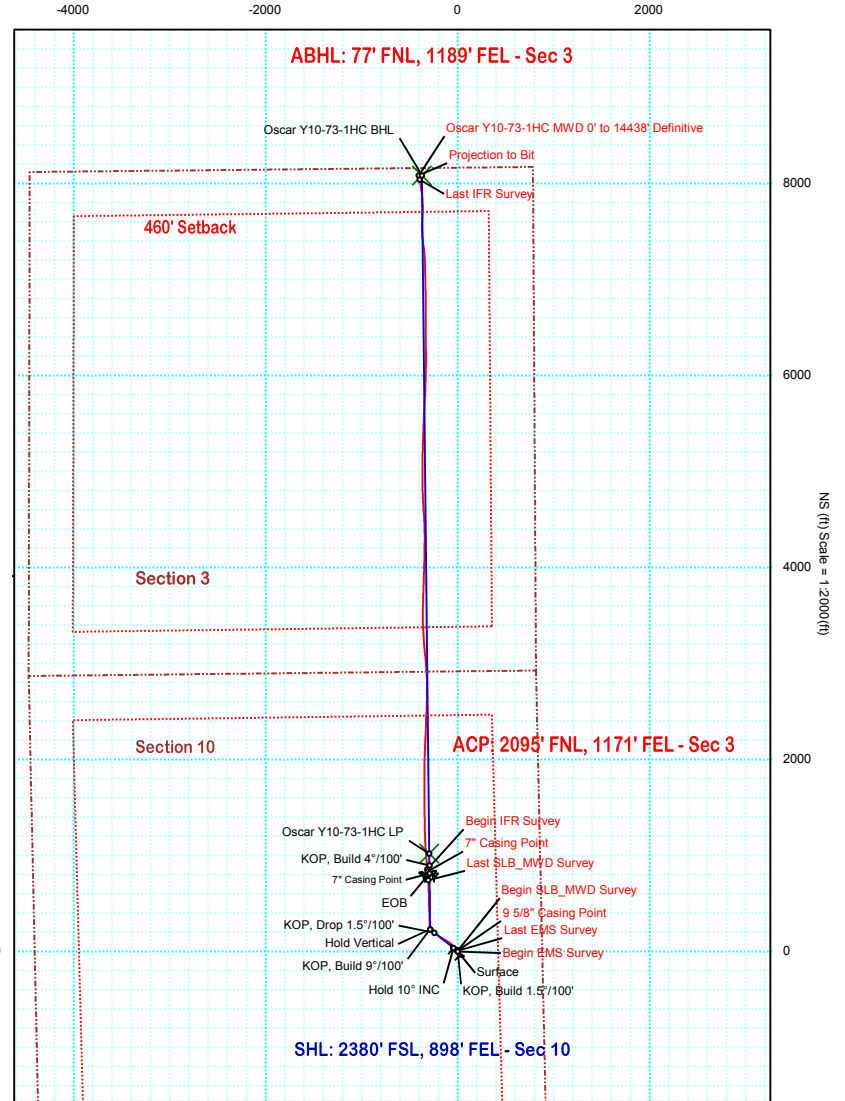 -4000 -2000 0 2000
ABHL: 77' FNL, 1189' FEL - Sec 3
Oscar Y10-73-1HC BHL
Oscar Y10-73-1HC MWD 0' to 14438' Definitive
Projection to Bit
Last IFR Survey
8000
460' Setback
6000
NS (ft) Scale = 1:2000(ft)
4000
Section 3
Section 10
ACP: 2095' FNL, 1171' FEL - Sec 3
2000
Begin IFR Survey
Oscar Y10-73-1HC LP
7" Casing Point
KOP, Build 4°/100'
Last SLB_MWD Survey
7" Casing Point
Begin SLB_MWD Survey
EOB
9 5/8" Casing Point
KOP, Drop 1.5°/100'
Last EMS Survey
Hold Vertical
Begin EMS Survey
0
KOP, Build 9°/100'
Surface
Hold 10° INC
KOP, Build 1.5°/100'
SHL: 2380' FSL, 898' FEL - Sec 10